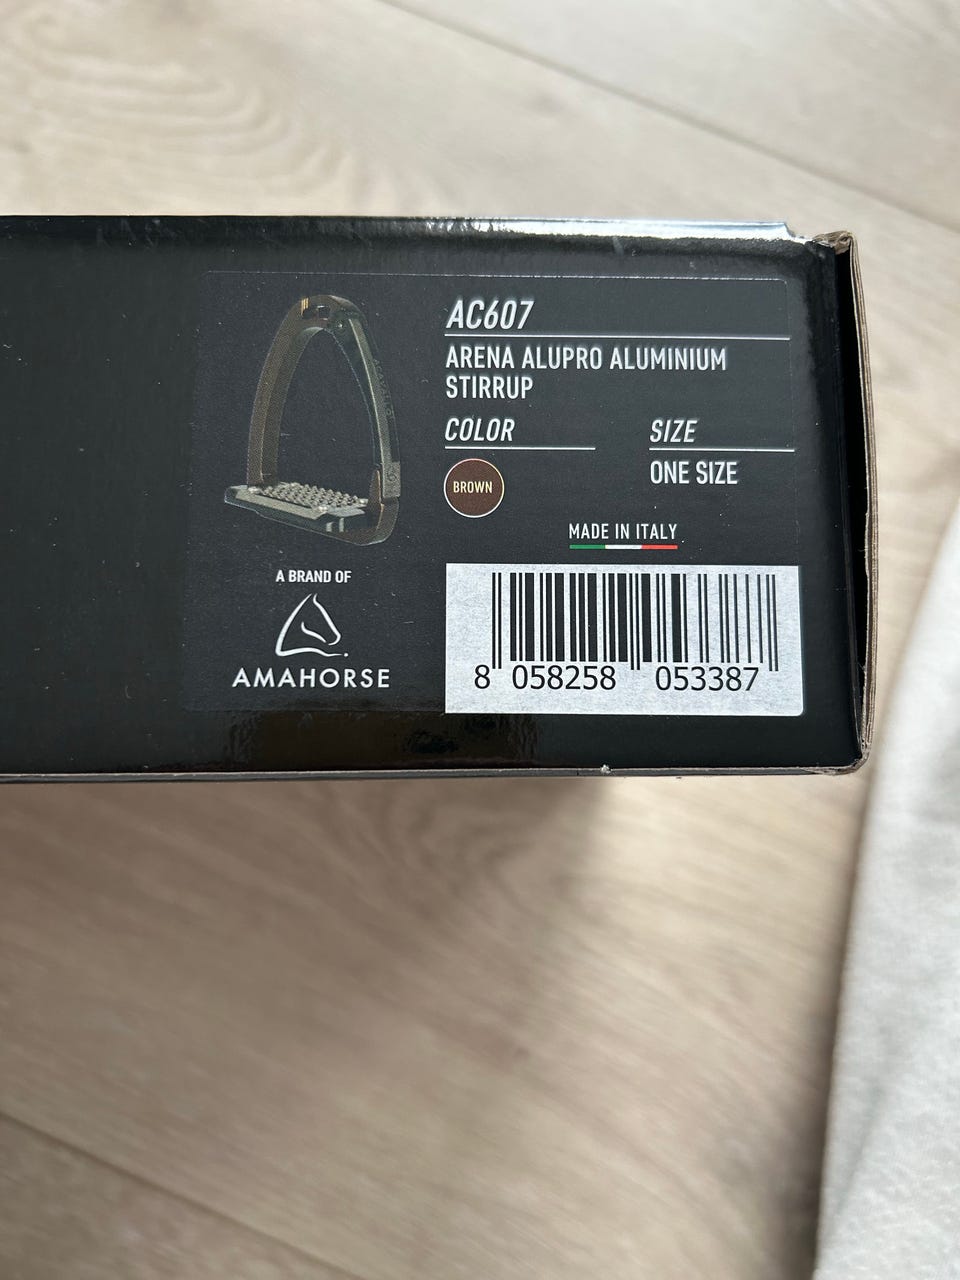 AC607
ARENA ALUPRO ALUMINIUM
STIRRUP
COLOR
SIZE
BROWN
ONE SIZE
MADE IN ITALY
A BRAND OF
AMAHORSE
8 058258 053387